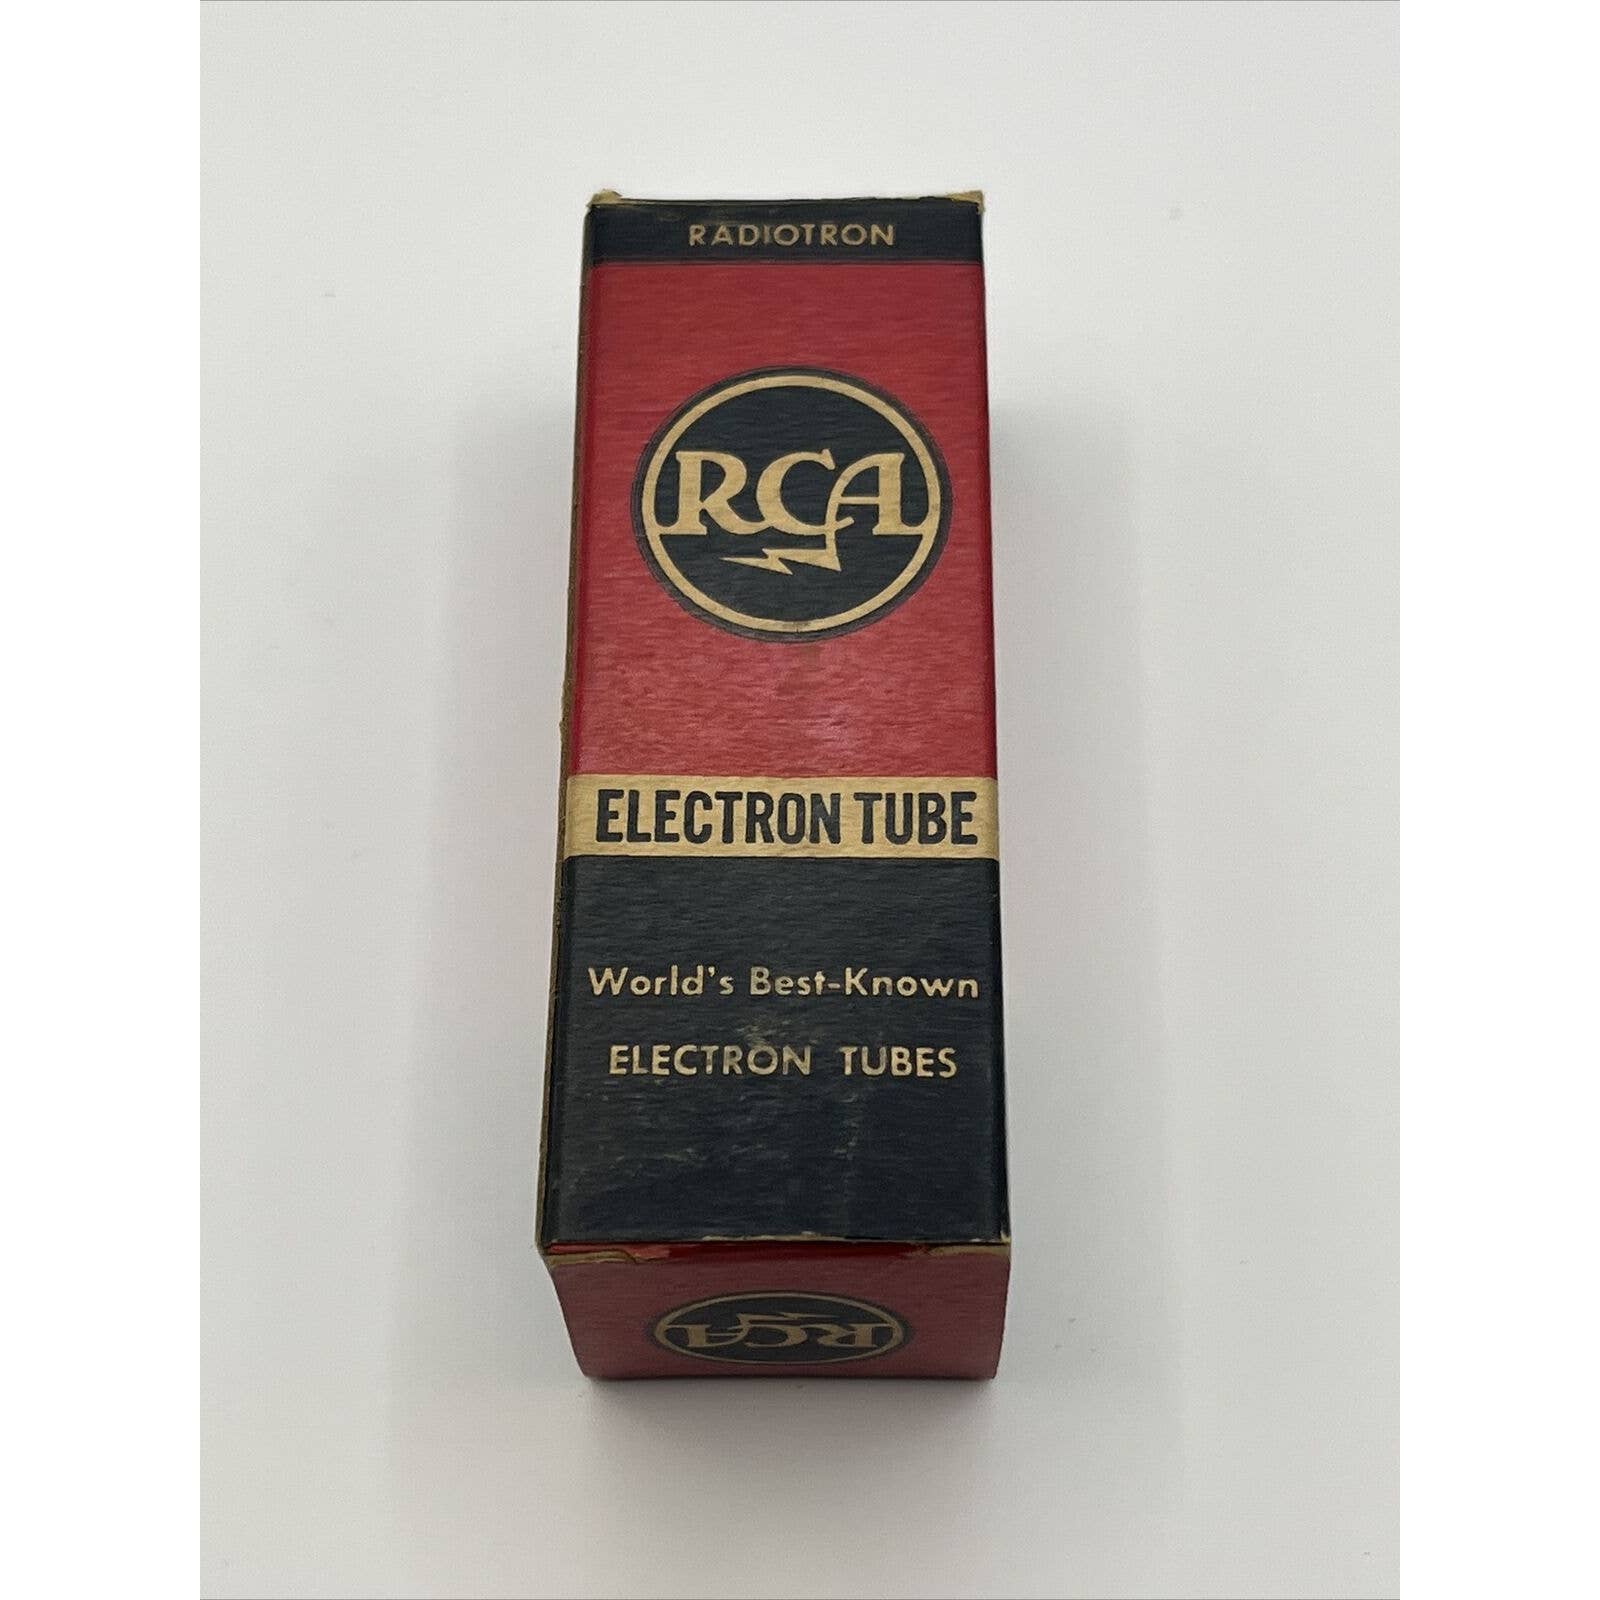 RADIOTRON
RCA
ELECTRON TUBE
World's Best-Known
ELECTRON TUBES
RCA